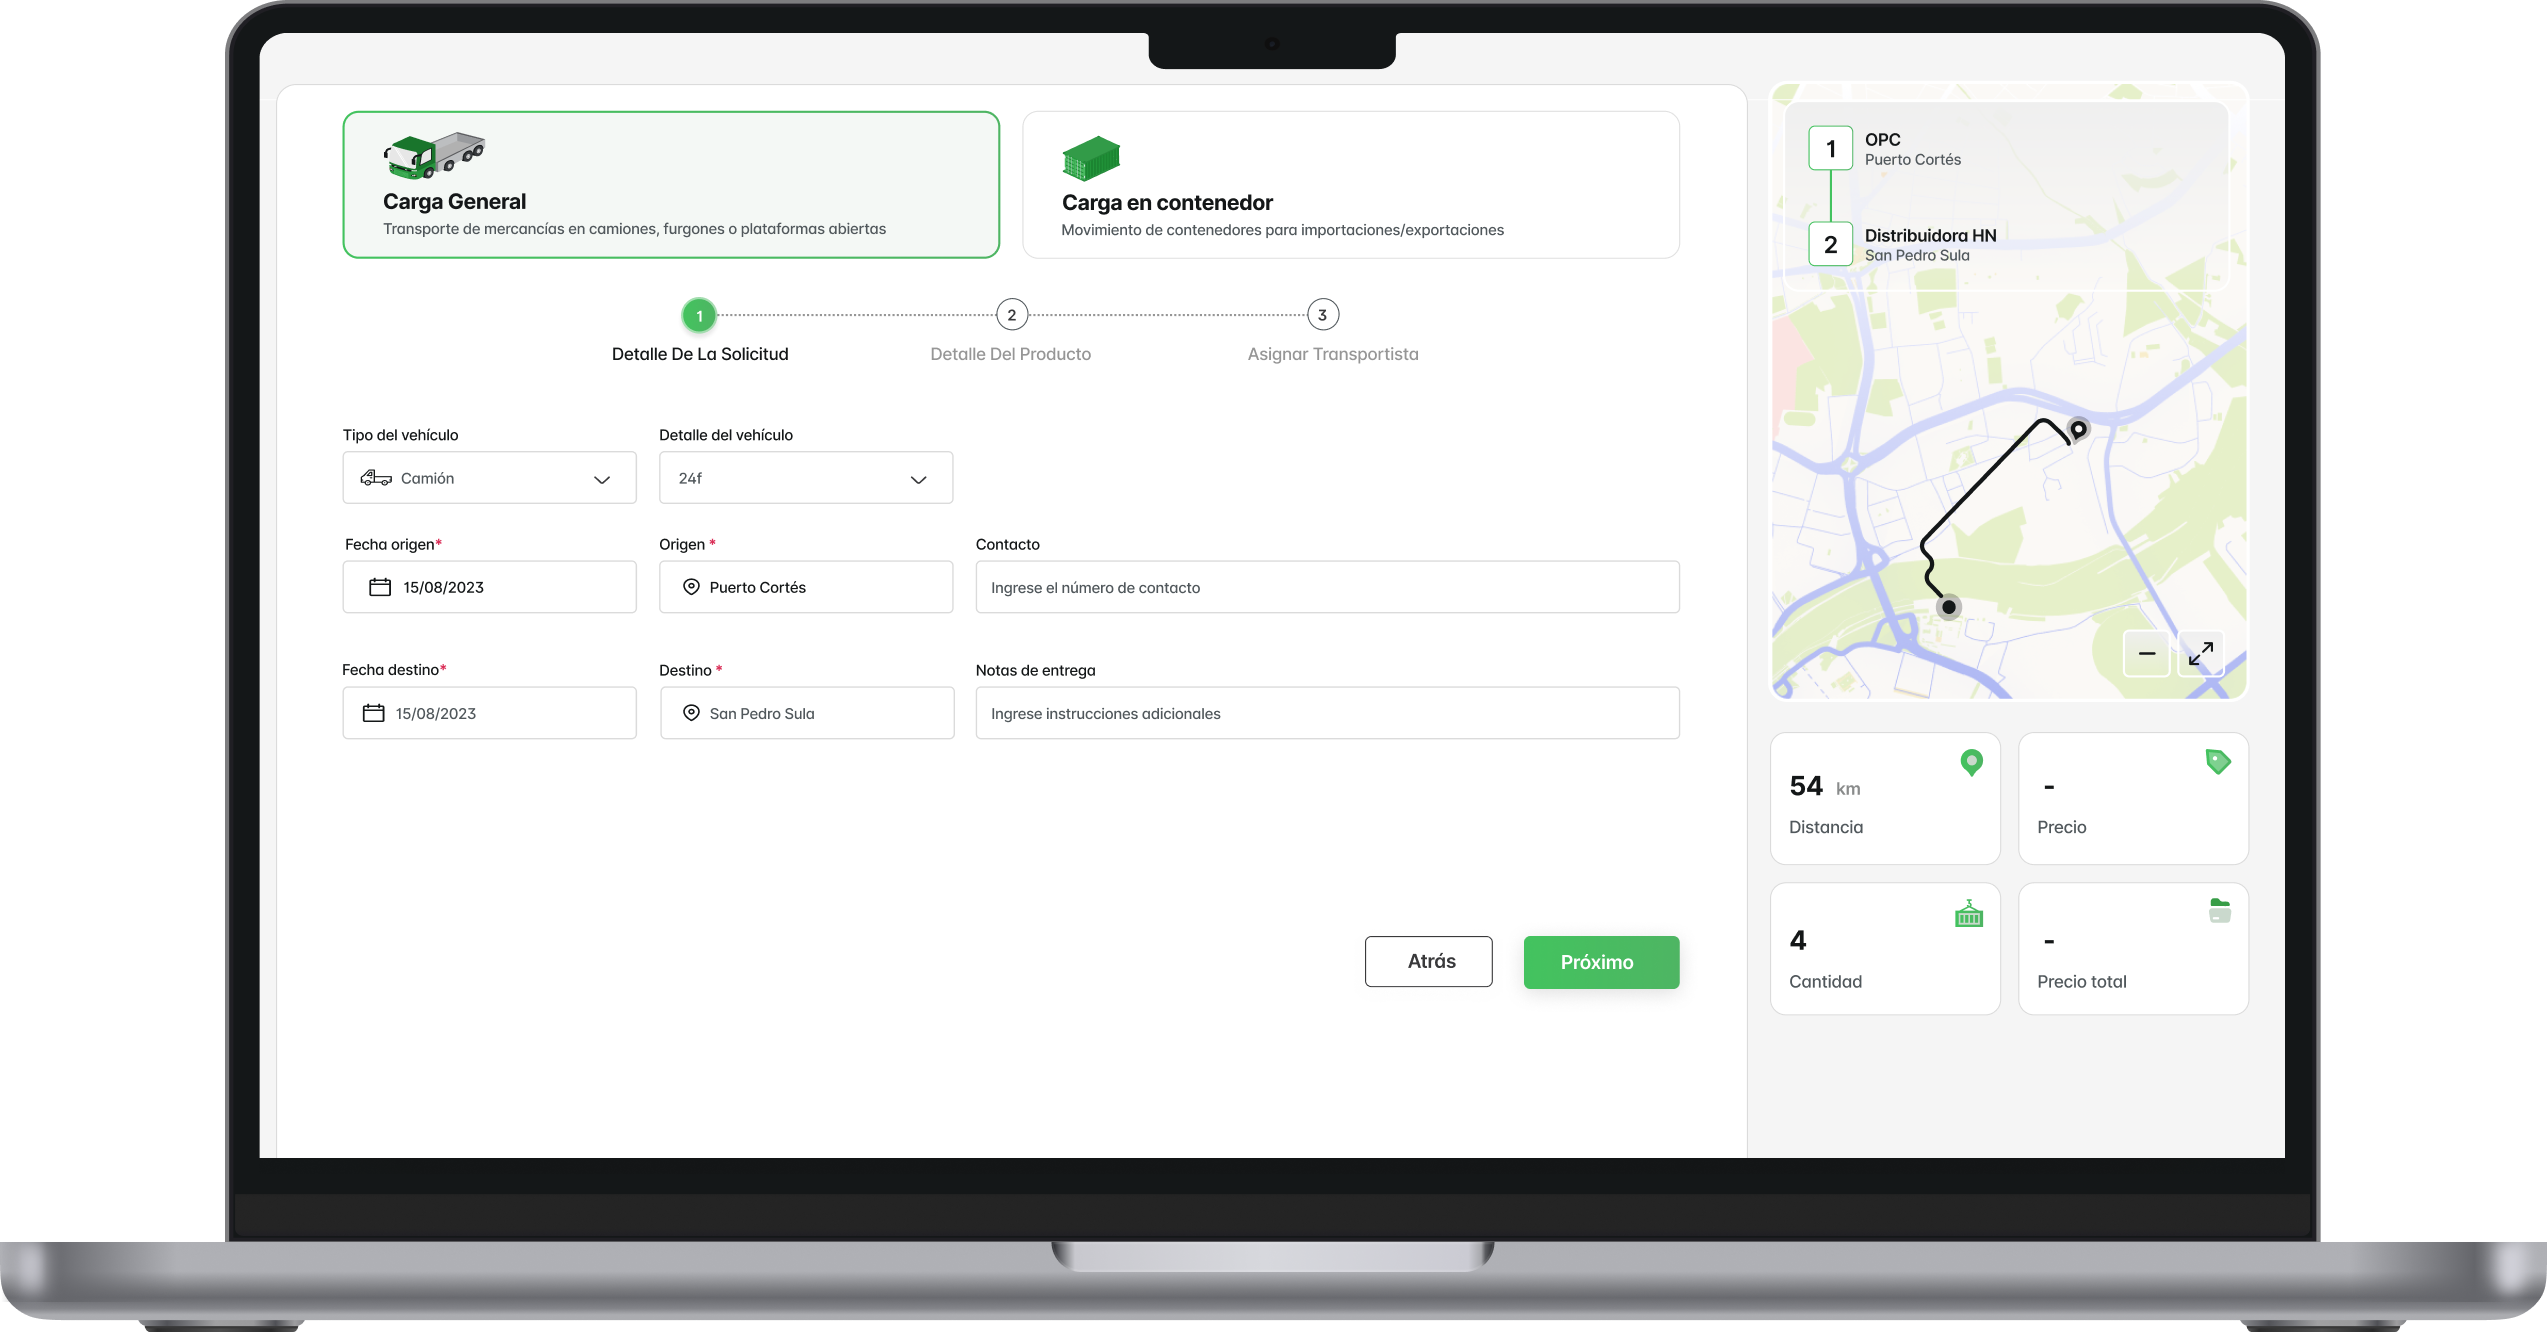 Carga General
Transporte de mercancías en camiones, furgones o plataformas abiertas
Carga en contenedor
Movimiento de contenedores para importaciones/exportaciones
1
2
3
Detalle De La Solicitud
Detalle Del Producto
Asignar Transportista
Tipo del vehículo
Detalle del vehículo
Camión
24f
Fecha origen*
Origen *
Contacto
15/08/2023
Puerto Cortés
Ingrese el número de contacto
Fecha destino*
Destino *
Notas de entrega
15/08/2023
San Pedro Sula
Ingrese instrucciones adicionales
Atrás
Próximo
1
OPC
Puerto Cortés
2
Distribuidora HN
San Pedro Sula
54 km
Distancia
-
Precio
4
Cantidad
-
Precio total